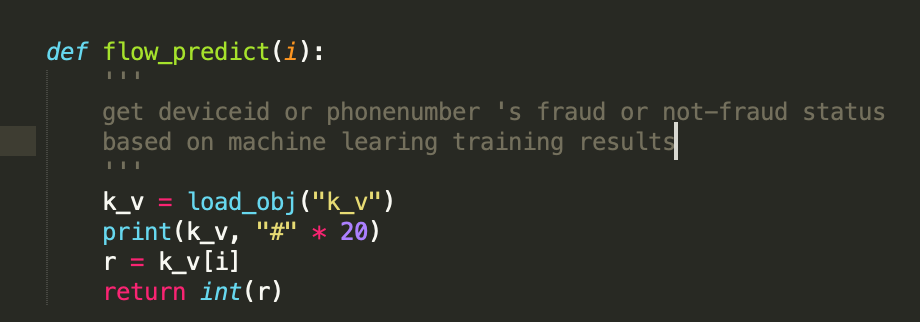 def flow_predict(i):
'''
get deviceid or phonenumber 's fraud or not-fraud status
based on machine learing training results
'''
k_v = load_obj("k_v")
print(k_v, "#" * 20)
r = k_v[i]
return int(r)